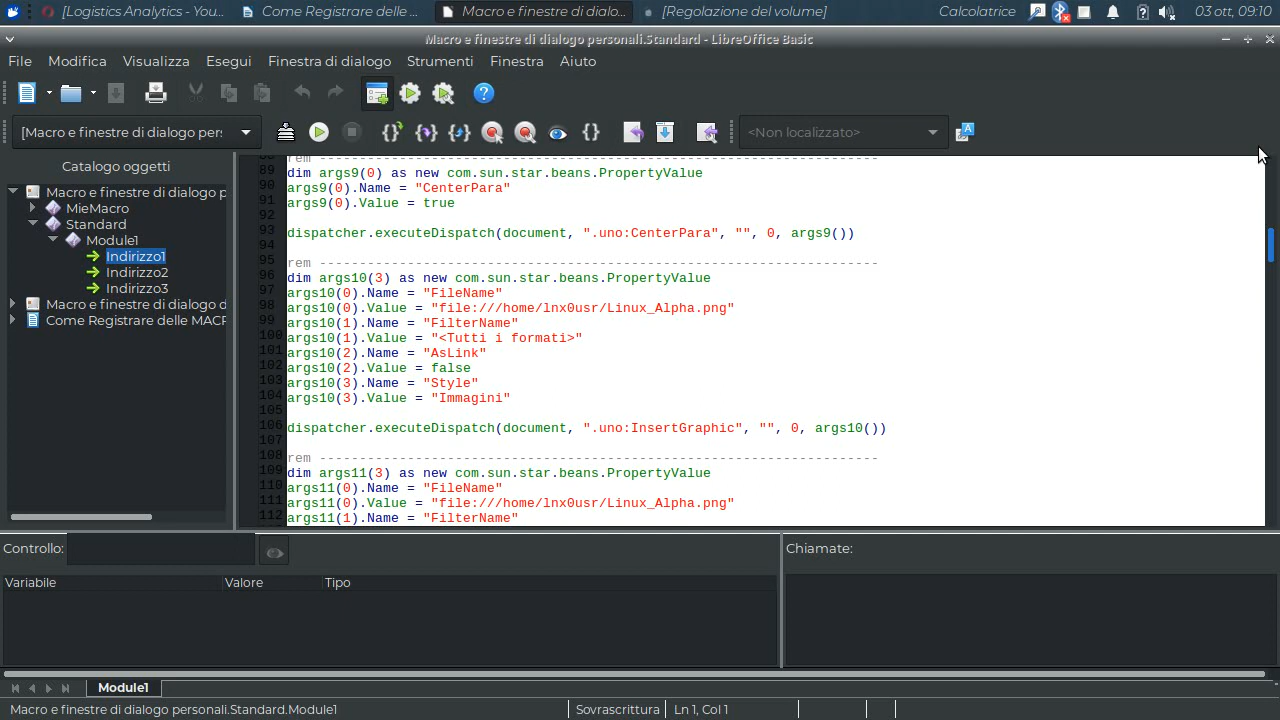 [Logistics Analytics - You...
Come Registrare delle ...
Macro e finestre di dialo...
[Regolazione del volume]
Calcolatrice
03 ott, 09:10
Macro e finestre di dialogo personali.Standard - LibreOffice Basic
File Modifica Visualizza Esegui Finestra di dialogo Strumenti Finestra Aiuto
[Macro e finestre di dialogo pers
<Non localizzato>
Catalogo oggetti
Macro e finestre di dialogo p
MieMacro
Standard
Module1
Indirizzo1
Indirizzo2
Indirizzo3
Macro e finestre di dialogo d
Come Registrare delle MACR
88 rem ----------------------------------------------------------------------
89 dim args9(0) as new com.sun.star.beans.PropertyValue
90 args9(0).Name = "CenterPara"
91 args9(0).Value = true
92
93 dispatcher.executeDispatch(document, ".uno:CenterPara", "", 0, args9())
94
95 rem ----------------------------------------------------------------------
96 dim args10(3) as new com.sun.star.beans.PropertyValue
97 args10(0).Name = "FileName"
98 args10(0).Value = "file:///home/lnx0usr/Linux_Alpha.png"
99 args10(1).Name = "FilterName"
100 args10(1).Value = "<Tutti i formati>"
101 args10(2).Name = "AsLink"
102 args10(2).Value = false
103 args10(3).Name = "Style"
104 args10(3).Value = "Immagini"
105
106 dispatcher.executeDispatch(document, ".uno:InsertGraphic", "", 0, args10())
107
108 rem ----------------------------------------------------------------------
109 dim args11(3) as new com.sun.star.beans.PropertyValue
110 args11(0).Name = "FileName"
111 args11(0).Value = "file:///home/lnx0usr/Linux_Alpha.png"
112 args11(1).Name = "FilterName"
Controllo:
Chiamate:
Variabile Valore Tipo
Module1
Macro e finestre di dialogo personali.Standard.Module1
Sovrascrittura
Ln 1, Col 1